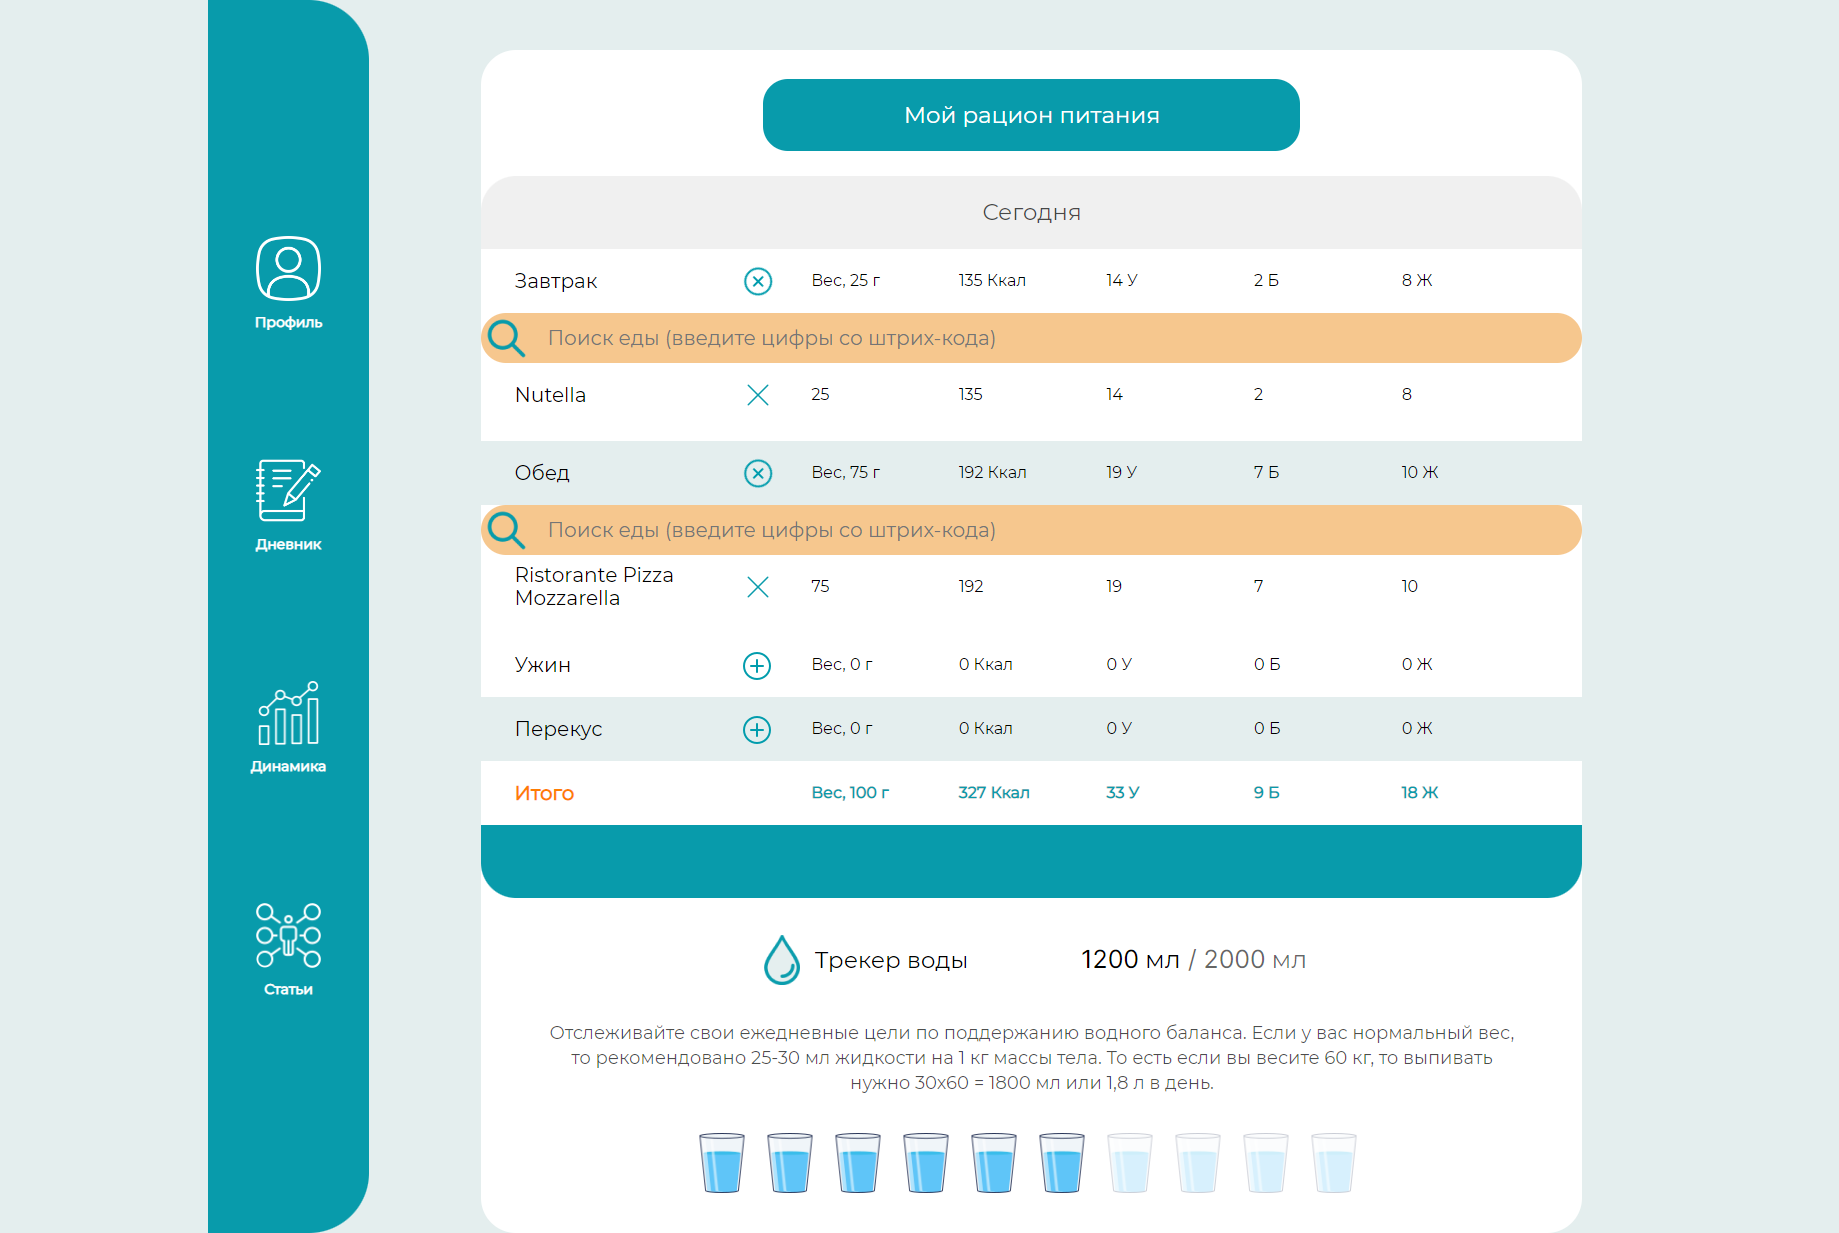 Профиль
Дневник
Динамика
Статьи
Мой рацион питания
Сегодня
Завтрак Вес, 25 г 135 Ккал 14 У 2 Б 8 Ж
Поиск еды (введите цифры со штрих-кода)
Nutella 25 135 14 2 8
Обед Вес, 75 г 192 Ккал 19 У 7 Б 10 Ж
Поиск еды (введите цифры со штрих-кода)
Ristorante Pizza
Mozzarella 75 192 19 7 10
Ужин Вес, 0 г 0 Ккал 0 У 0 Б 0 Ж
Перекус Вес, 0 г 0 Ккал 0 У 0 Б 0 Ж
Итого Вес, 100 г 327 Ккал 33 У 9 Б 18 Ж
Трекер воды 1200 мл / 2000 мл
Отслеживайте свои ежедневные цели по поддержанию водного баланса. Если у вас нормальный вес,
то рекомендовано 25-30 мл жидкости на 1 кг массы тела. То есть если вы весите 60 кг, то выпивать
нужно 30х60 = 1800 мл или 1,8 л в день.